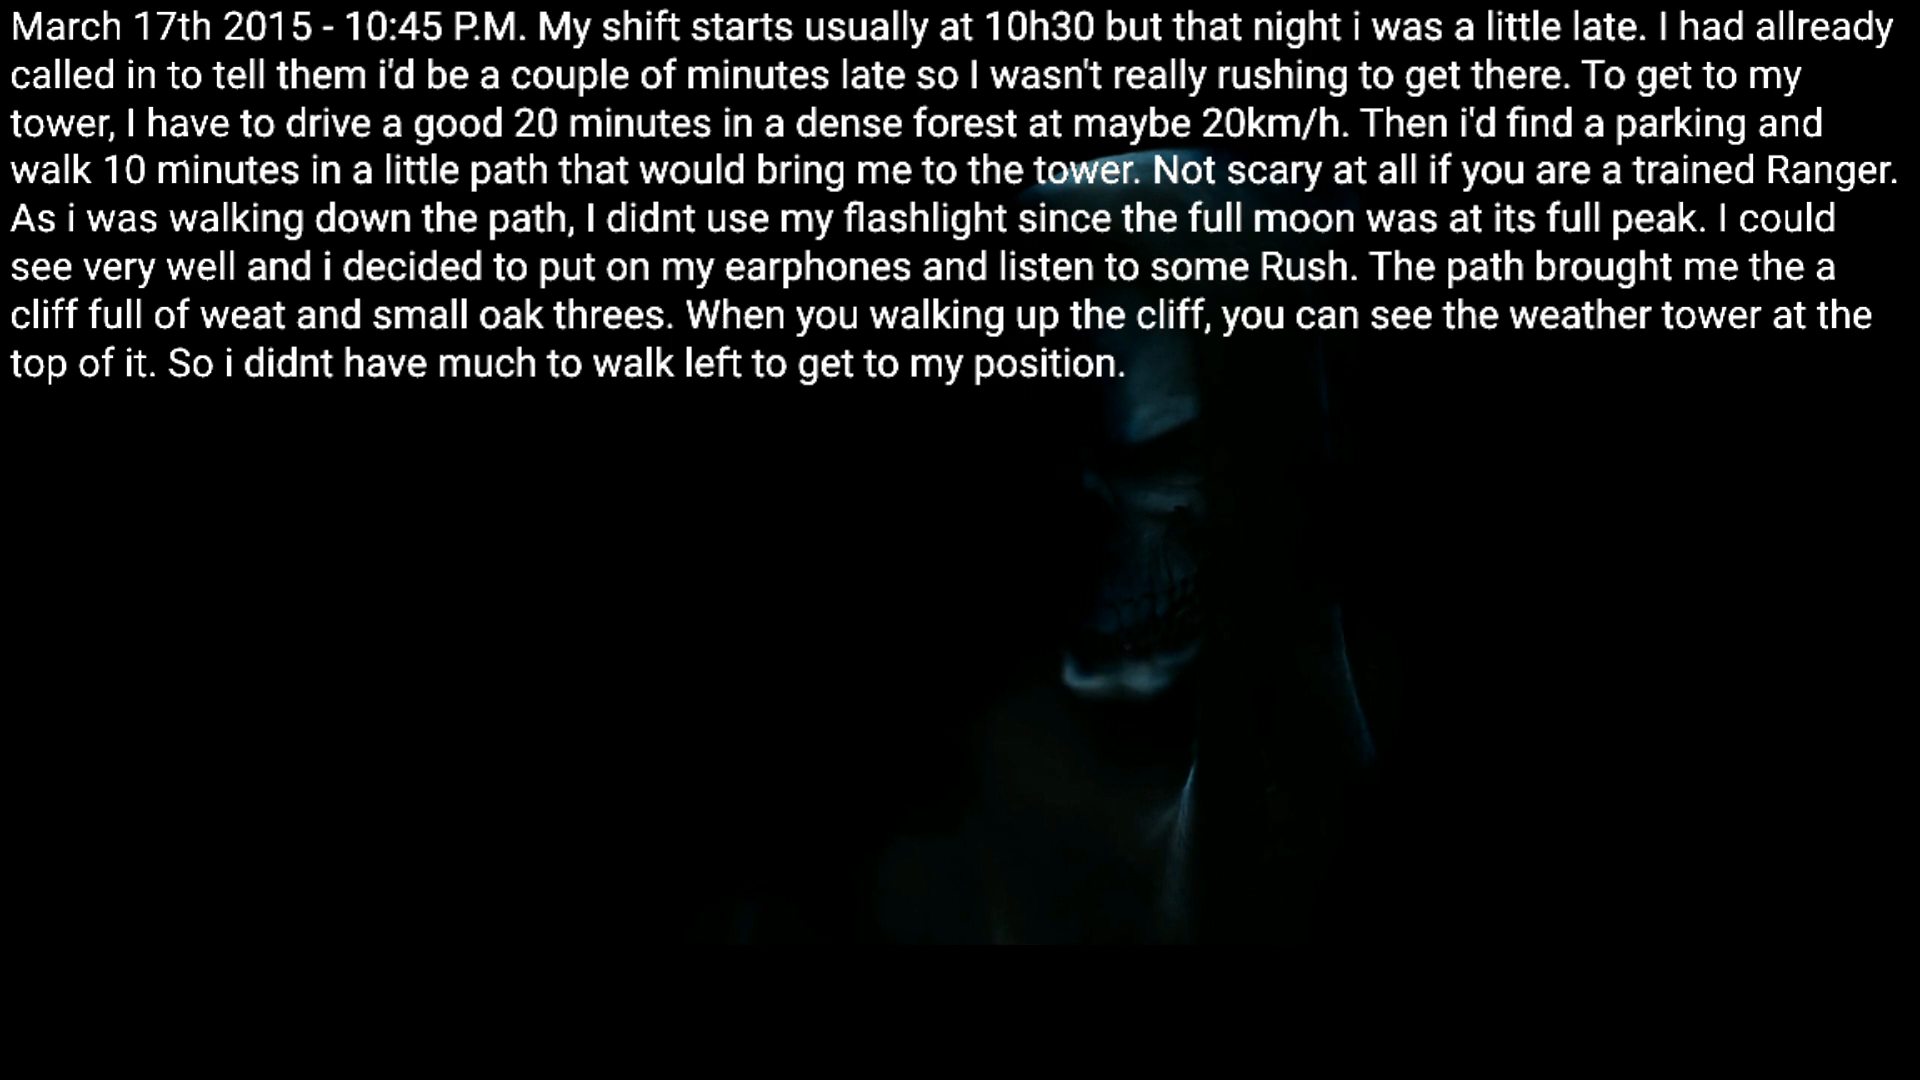 March 17th 2015 - 10:45 P.M. My shift starts usually at 10h30 but that night i was a little late. I had allready
called in to tell them i'd be a couple of minutes late so I wasn't really rushing to get there. To get to my
tower, I have to drive a good 20 minutes in a dense forest at maybe 20km/h. Then i'd find a parking and
walk 10 minutes in a little path that would bring me to the tower. Not scary at all if you are a trained Ranger.
As i was walking down the path, I didnt use my flashlight since the full moon was at its full peak. I could
see very well and i decided to put on my earphones and listen to some Rush. The path brought me the a
cliff full of weat and small oak threes. When you walking up the cliff, you can see the weather tower at the
top of it. So i didnt have much to walk left to get to my position.